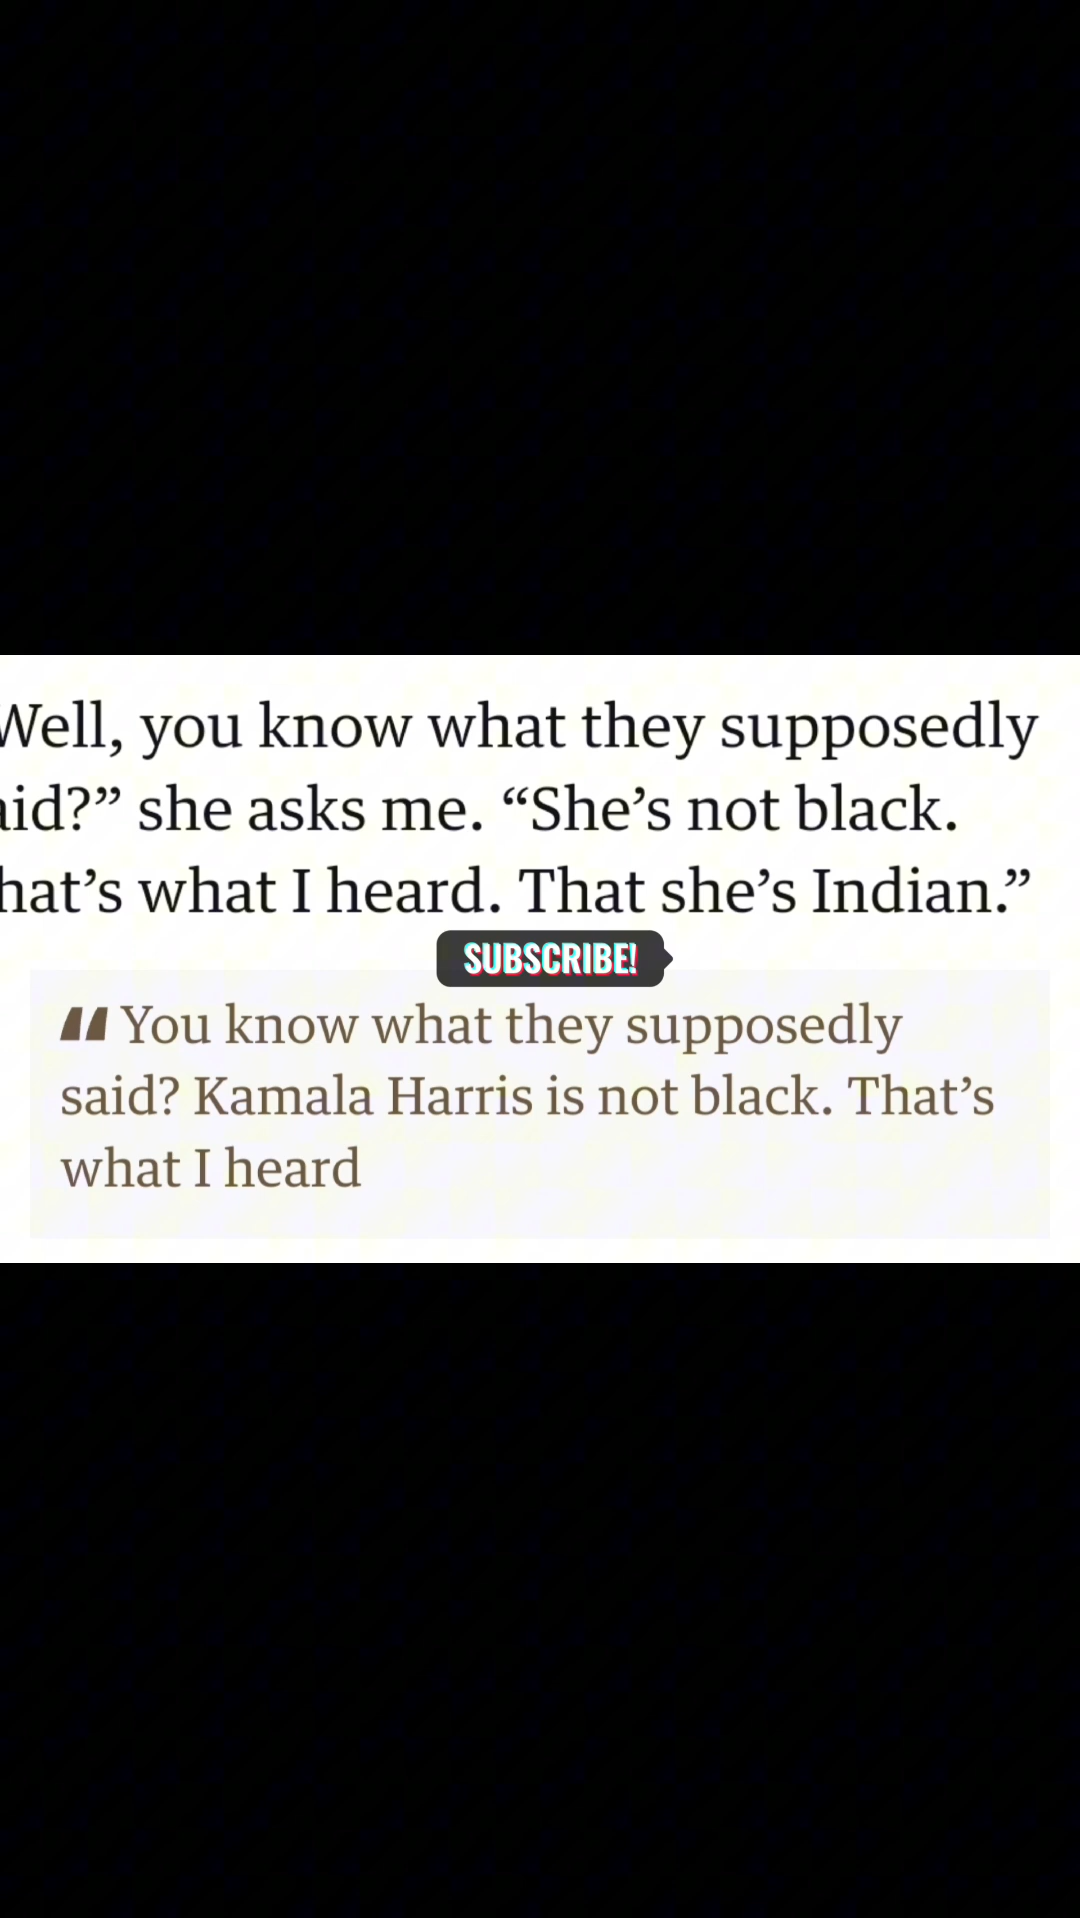 Well, you know what they supposedly
aid?” she asks me. “She’s not black.
hat’s what I heard. That she’s Indian.”
SUBSCRIBE!
“You know what they supposedly
said? Kamala Harris is not black. That’s
what I heard